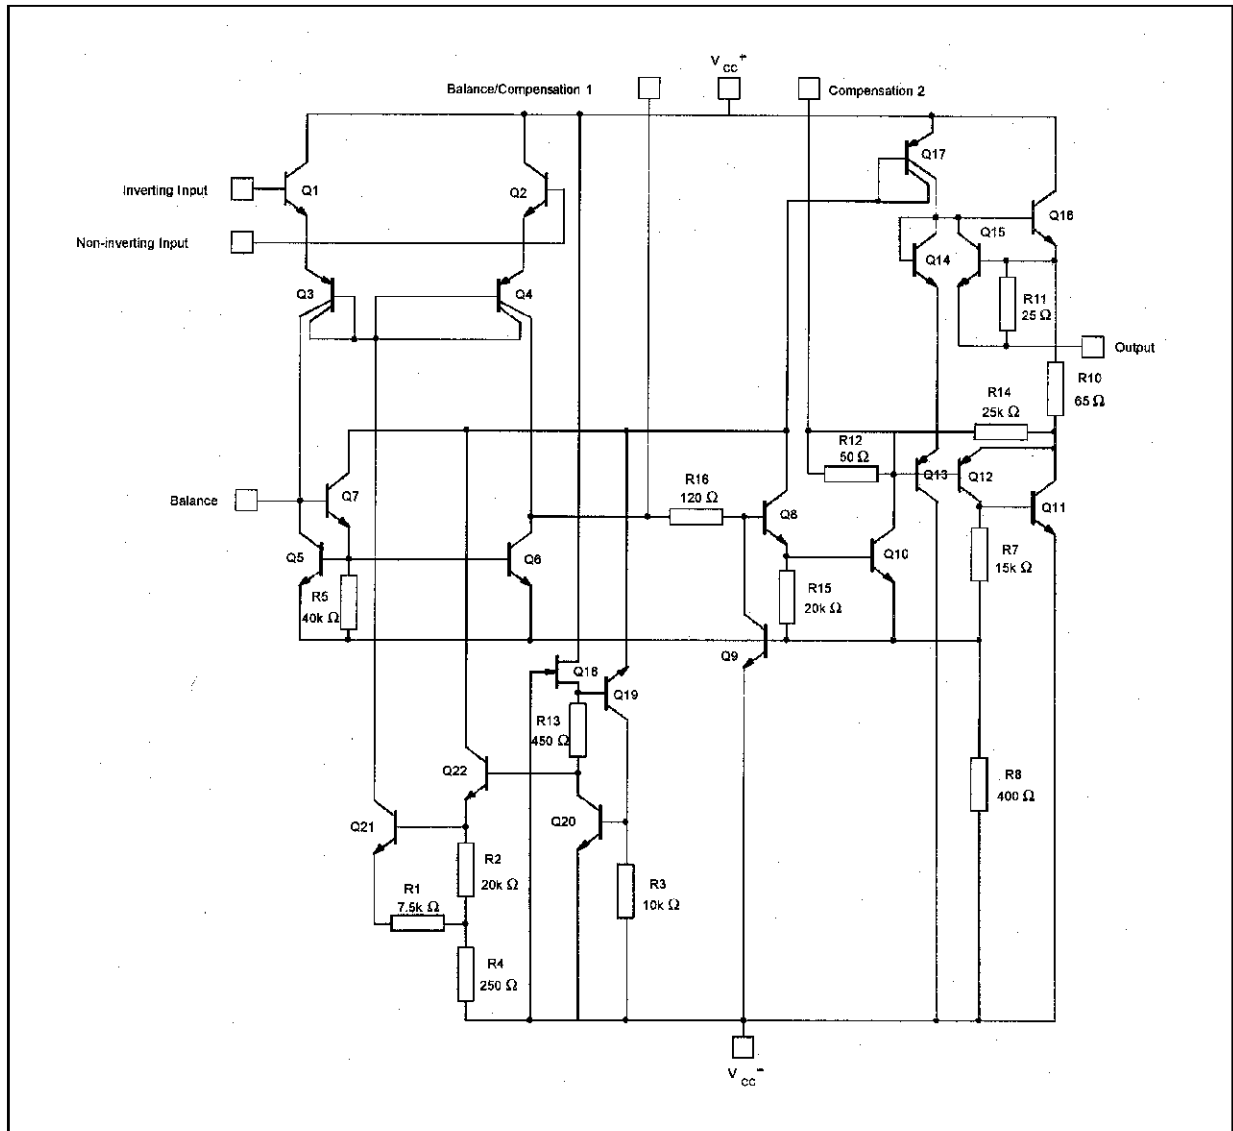 V CC +
Balance/Compensation 1
Compensation 2
Q17
Inverting Input
Q1
Q2
Q16
Non-inverting Input
Q15
Q14
Q3
Q4
R11
25 Ω
Output
R10
65 Ω
R14
25k Ω
R12
50 Ω
Q13
Q12
R16
120 Ω
Balance
Q7
Q8
Q11
Q5
Q6
Q10
R7
15k Ω
R5
40k Ω
R15
20k Ω
Q9
Q18
Q19
R13
450 Ω
Q22
R8
400 Ω
Q21
Q20
R2
20k Ω
R1
7.5k Ω
R3
10k Ω
R4
250 Ω
V CC -